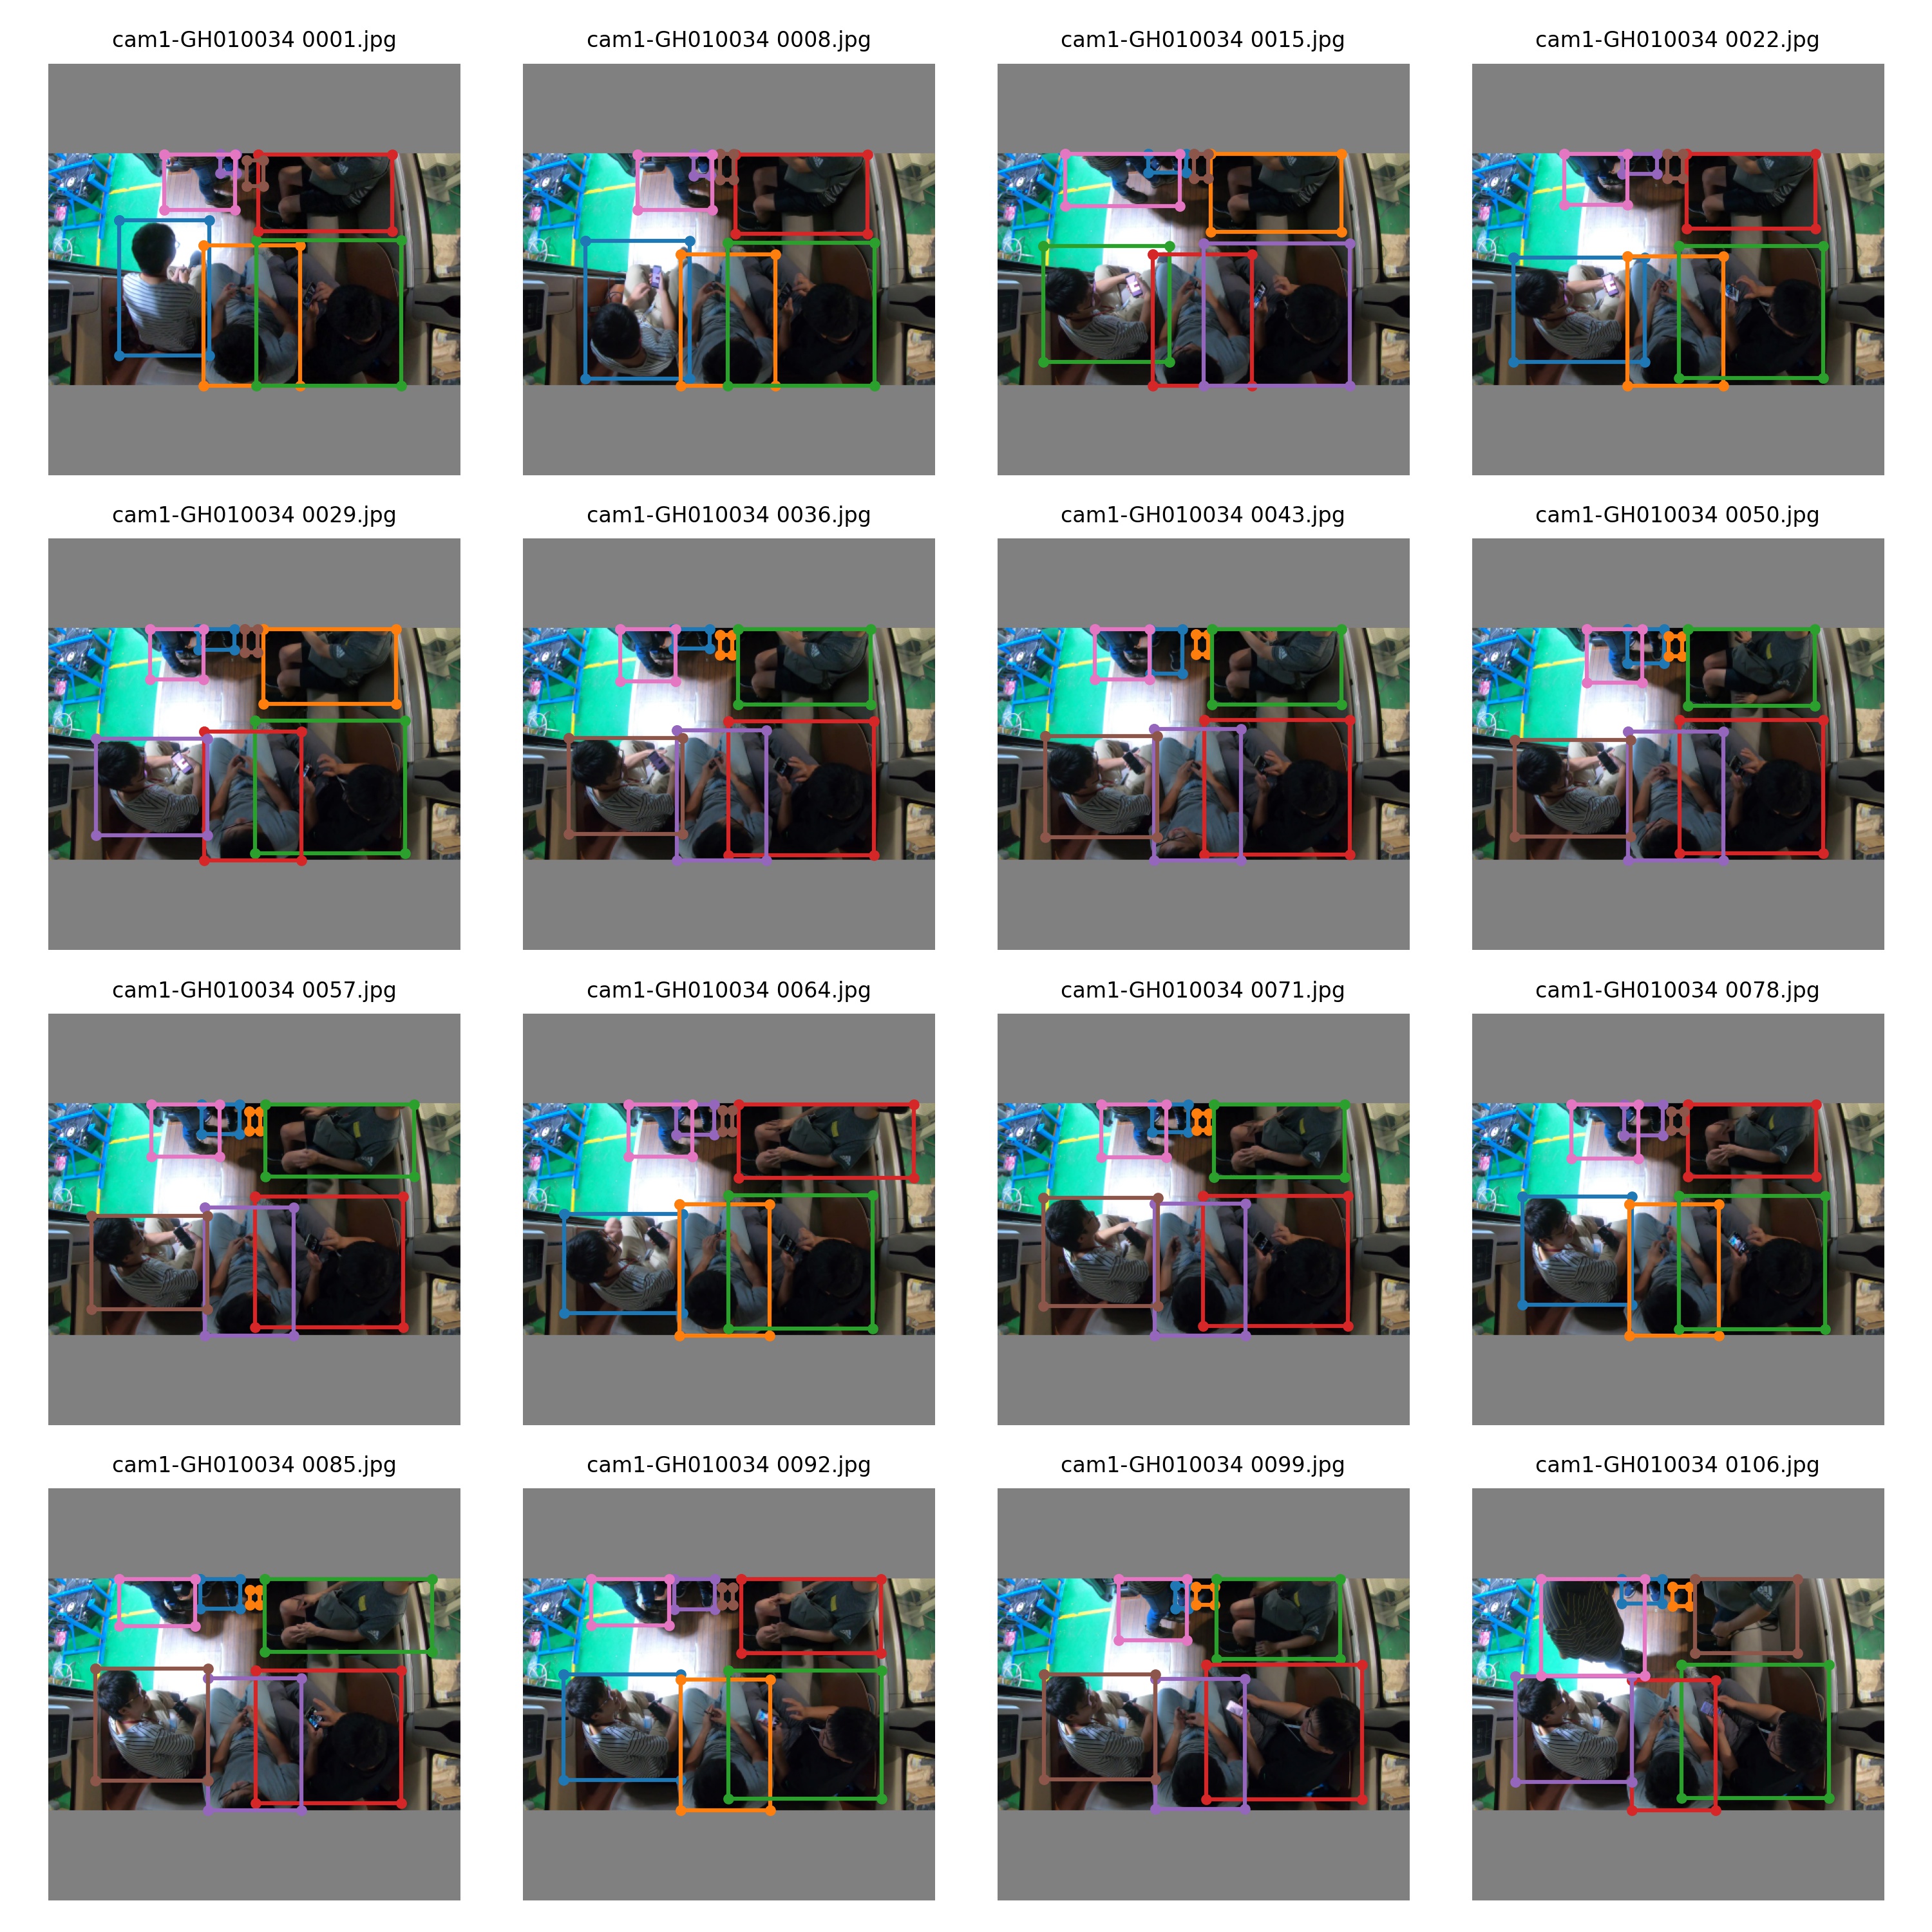 cam1-GH010034 0001.jpg
cam1-GH010034 0008.jpg
cam1-GH010034 0015.jpg
cam1-GH010034 0022.jpg
cam1-GH010034 0029.jpg
cam1-GH010034 0036.jpg
cam1-GH010034 0043.jpg
cam1-GH010034 0050.jpg
cam1-GH010034 0057.jpg
cam1-GH010034 0064.jpg
cam1-GH010034 0071.jpg
cam1-GH010034 0078.jpg
cam1-GH010034 0085.jpg
cam1-GH010034 0092.jpg
cam1-GH010034 0099.jpg
cam1-GH010034 0106.jpg